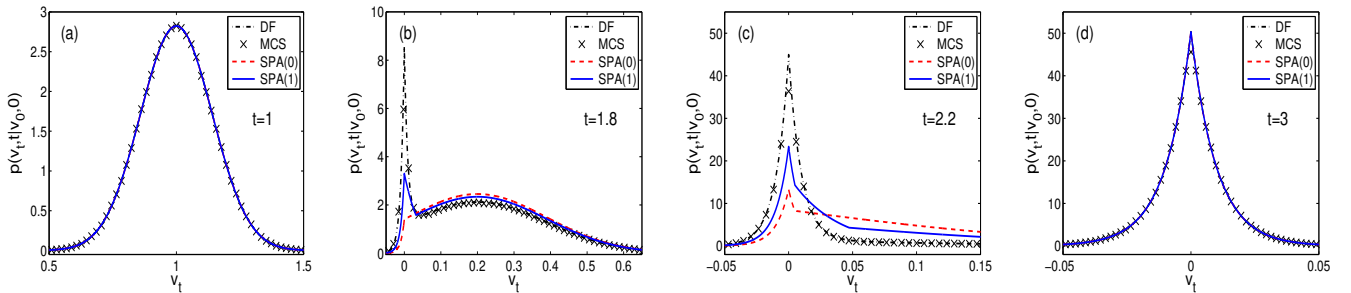 (a)
DF
MCS
SPA(0)
SPA(1)
t=1
p(v_t,t|v_0,0)
3
2.5
2
1.5
1
0.5
0
0.5 1 1.5
v_t
(b)
DF
MCS
SPA(0)
SPA(1)
t=1.8
p(v_t,t|v_0,0)
10
8
6
4
2
0
0 0.1 0.2 0.3 0.4 0.5 0.6
v_t
(c)
DF
MCS
SPA(0)
SPA(1)
t=2.2
p(v_t,t|v_0,0)
50
40
30
20
10
0
−0.05 0 0.05 0.1 0.15
v_t
(d)
DF
MCS
SPA(0)
SPA(1)
t=3
p(v_t,t|v_0,0)
50
40
30
20
10
0
−0.05 0 0.05
v_t